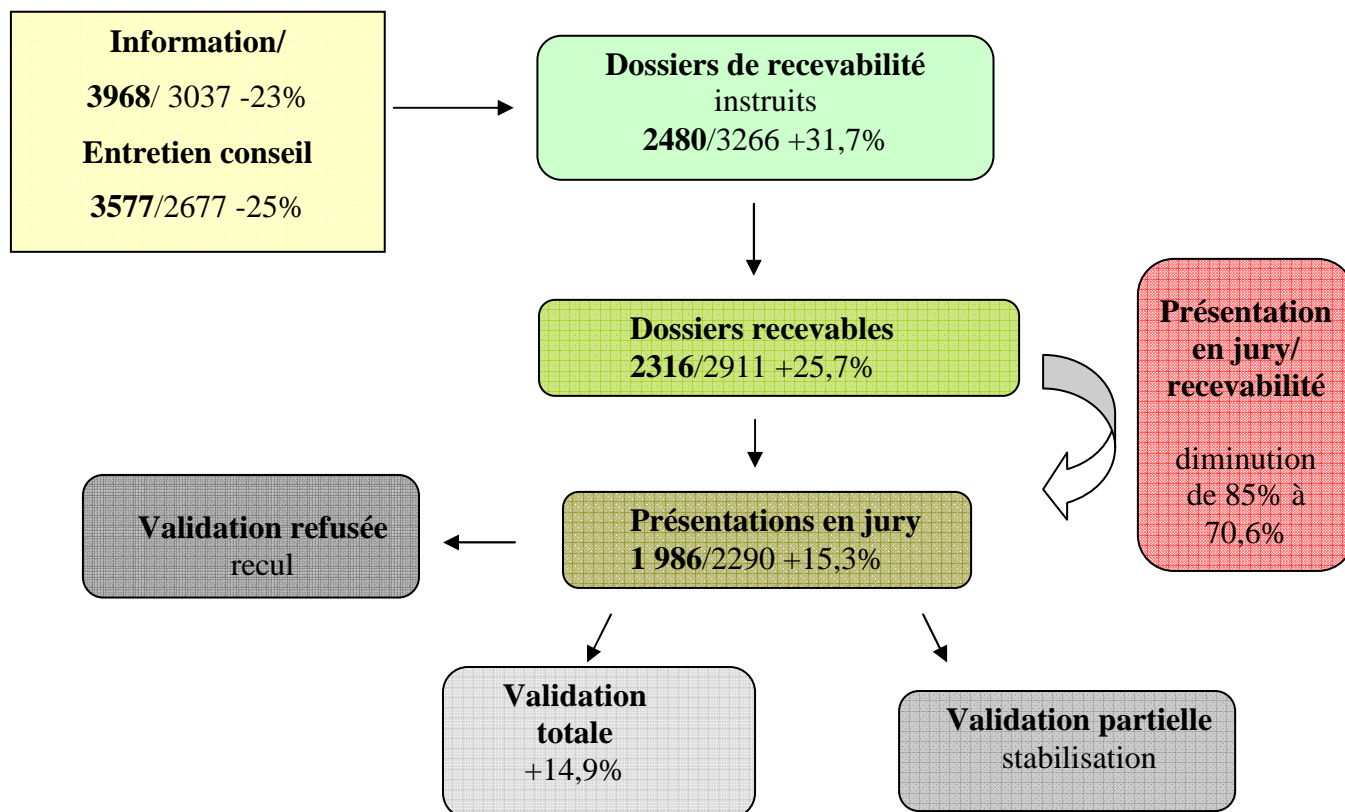 Information/
3968/ 3037 -23%
Entretien conseil
3577/2677 -25%
Dossiers de recevabilité
instruits
2480/3266 +31,7%
Dossiers recevables
2316/2911 +25,7%
Présentation
en jury/
recevabilité
diminution
de 85% à
70,6%
Présentations en jury
1 986/2290 +15,3%
Validation refusée
recul
Validation
totale
+14,9%
Validation partielle
stabilisation